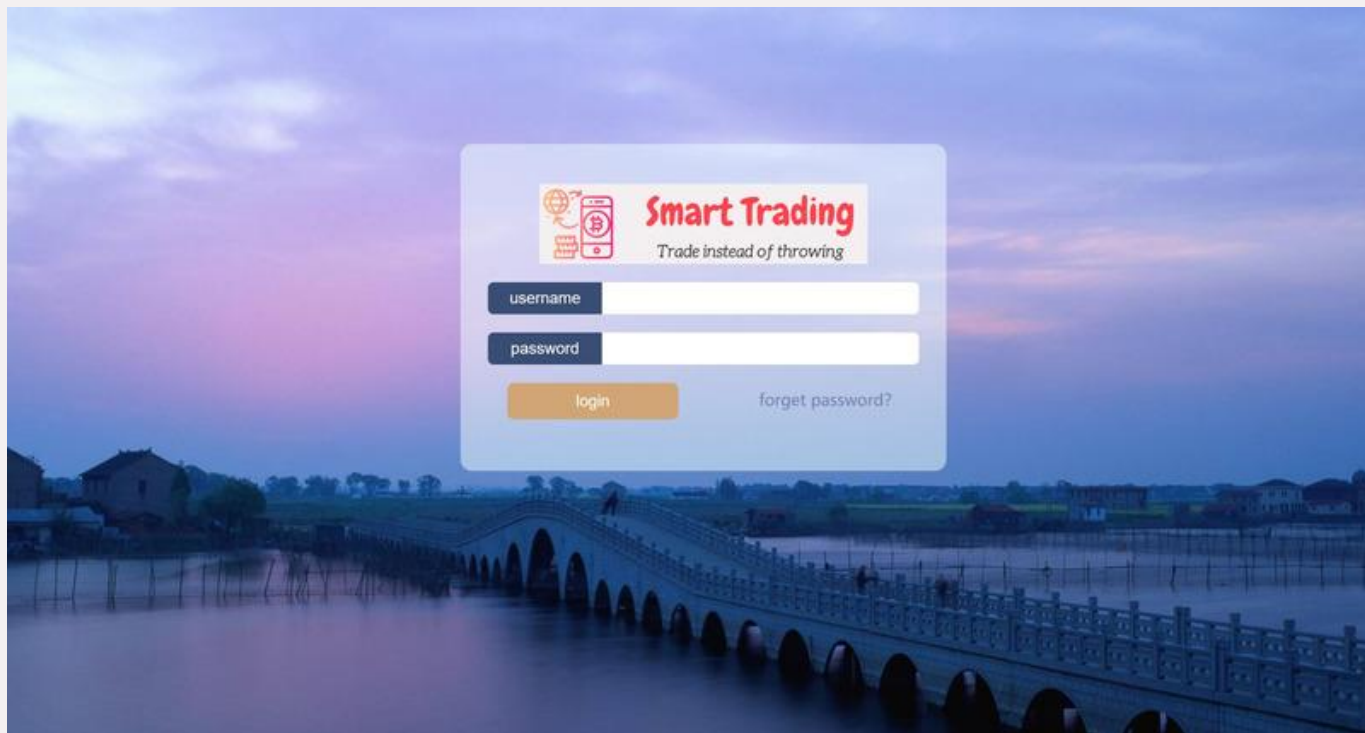 Smart Trading
Trade instead of throwing
username
password
login
forget password?